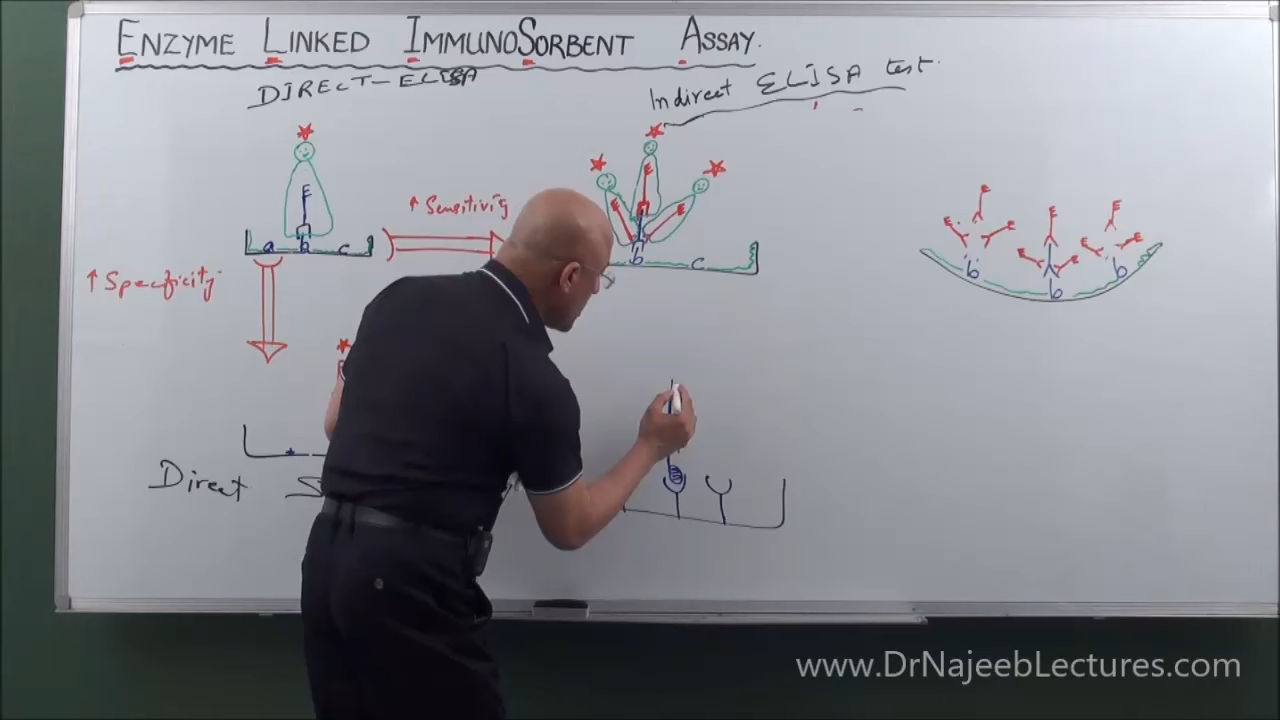 ENZYME LINKED IMMUNOSORBENT ASSAY.
DIRECT-ELISA
Indirect ELISA test.
E
a b c
↑ Sensitivity
E E E
b c
↑ Specificity
E E E E E E E
b b b
Direct
www.DrNajeebLectures.com